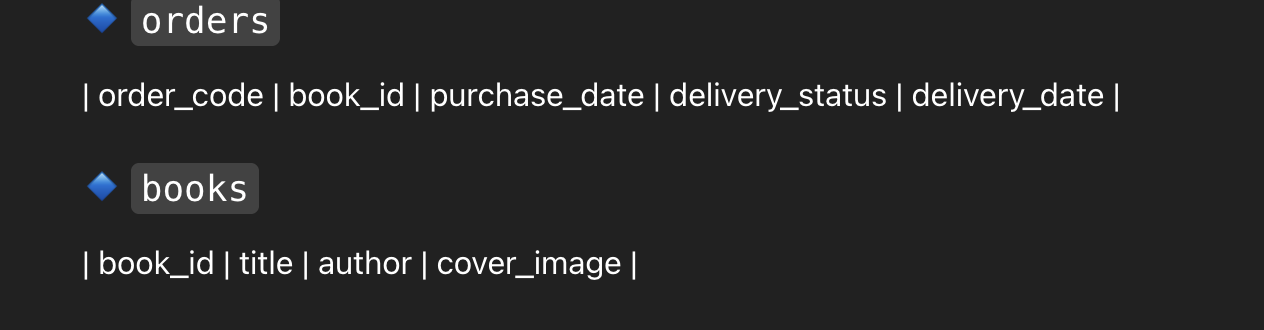 orders
| order_code | book_id | purchase_date | delivery_status | delivery_date |
books
| book_id | title | author | cover_image |